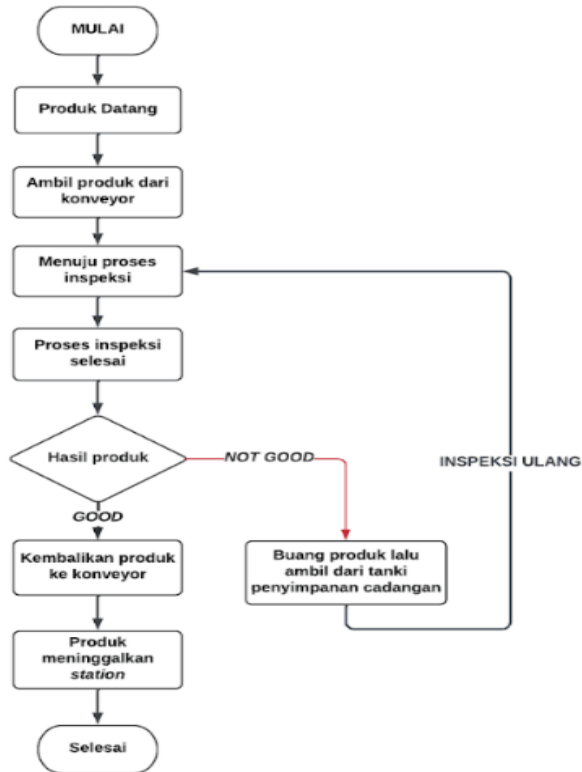 MULAI
Produk Datang
Ambil produk dari
konveyor
Menuju proses
inspeksi
Proses inspeksi
selesai
Hasil produk
NOT GOOD
INSPEKSI ULANG
GOOD
Kembalikan produk
ke konveyor
Buang produk lalu
ambil dari tanki
penyimpanan cadangan
Produk
meninggalkan
station
Selesai